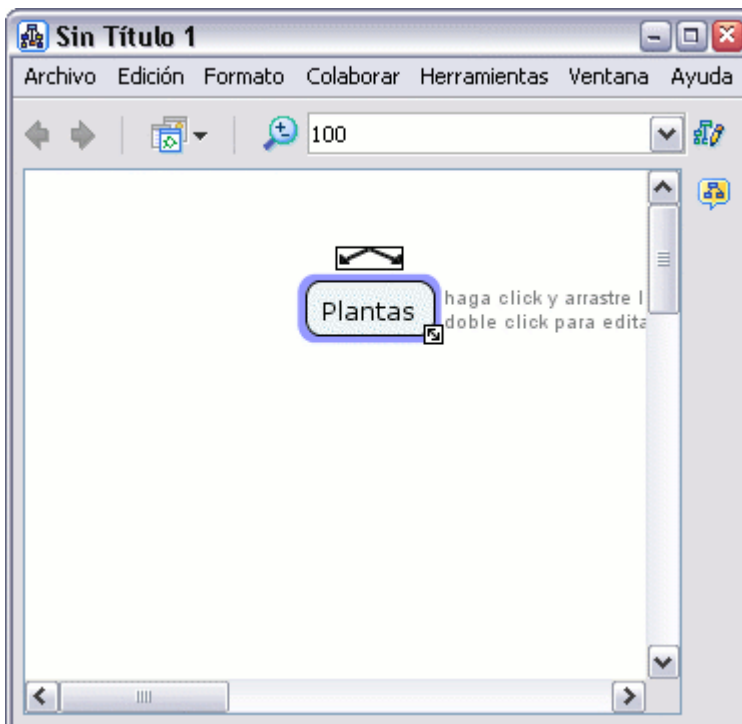 Sin Título 1
Archivo Edición Formato Colaborar Herramientas Ventana Ayuda
100
Plantas
haga click y arrastre l
doble click para edita